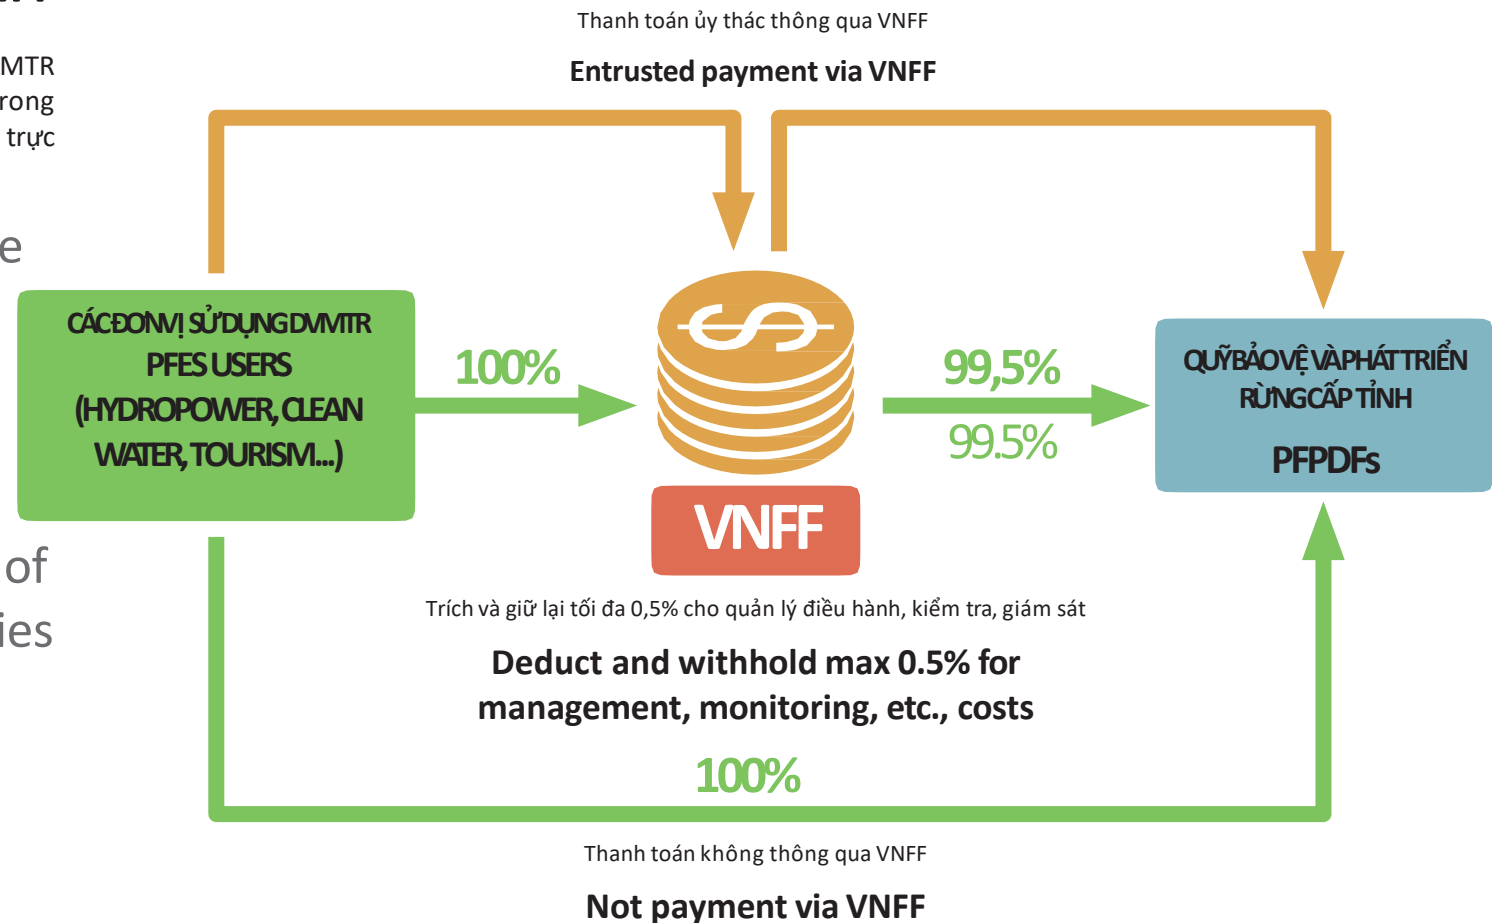 Thanh toán ủy thác thông qua VNFF
Entrusted payment via VNFF
MTR
trực
of
CÁC ĐƠN VỊ SỬ DỤNG DVMTR
PFES USERS
(HYDROPOWER, CLEAN
WATER, TOURISM...)
100%
VNFF
99,5%
99.5%
QUỸ BẢO VỆ VÀ PHÁT TRIỂN
RỪNG CẤP TỈNH
PFPDFs
Trích và giữ lại tối đa 0,5% cho quản lý điều hành, kiểm tra, giám sát
Deduct and withhold max 0.5% for
management, monitoring, etc., costs
100%
Thanh toán không thông qua VNFF
Not payment via VNFF